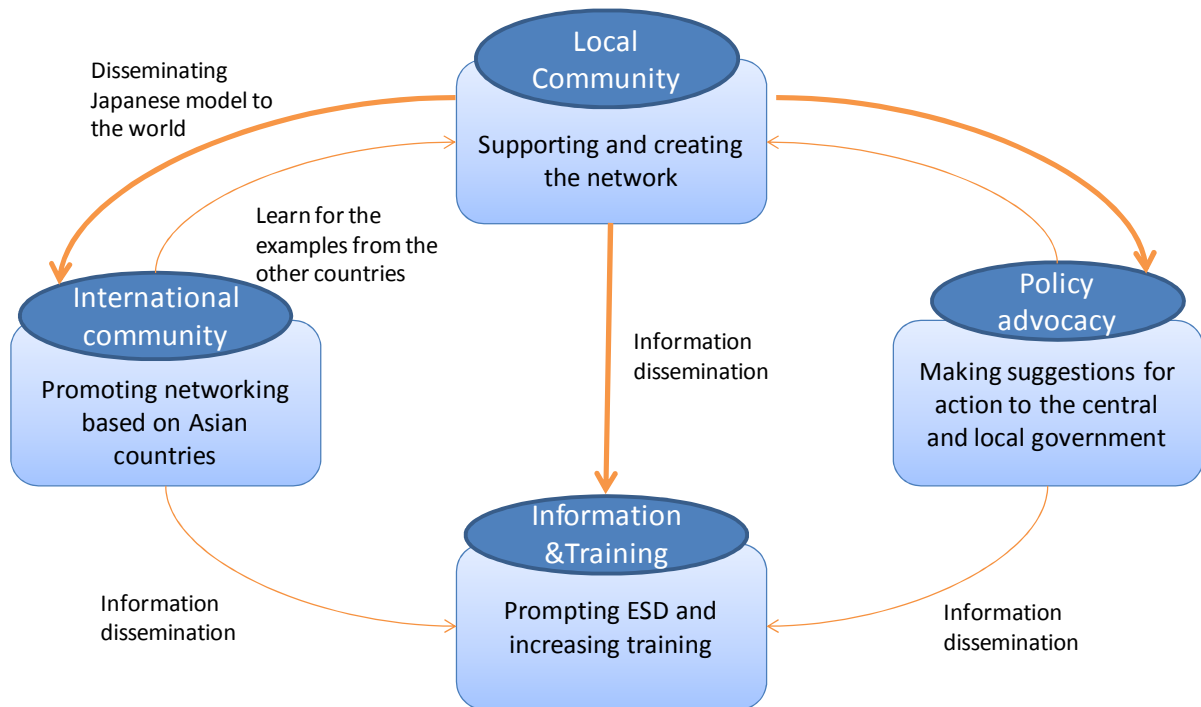 Local
Community
Supporting and creating
the network
Disseminating
Japanese model to
the world
Learn for the
examples from the
other countries
International
community
Promoting networking
based on Asian
countries
Information
dissemination
Policy
advocacy
Making suggestions for
action to the central
and local government
Information
&Training
Prompting ESD and
increasing training
Information
dissemination
Information
dissemination